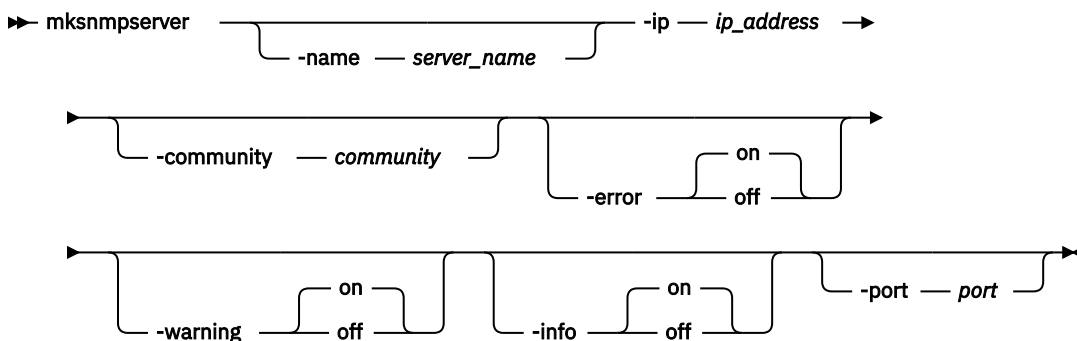 mksnmpserver -ip ip_address
-name server_name
-community community
on
-error off
on on
-port port
-warning off -info off